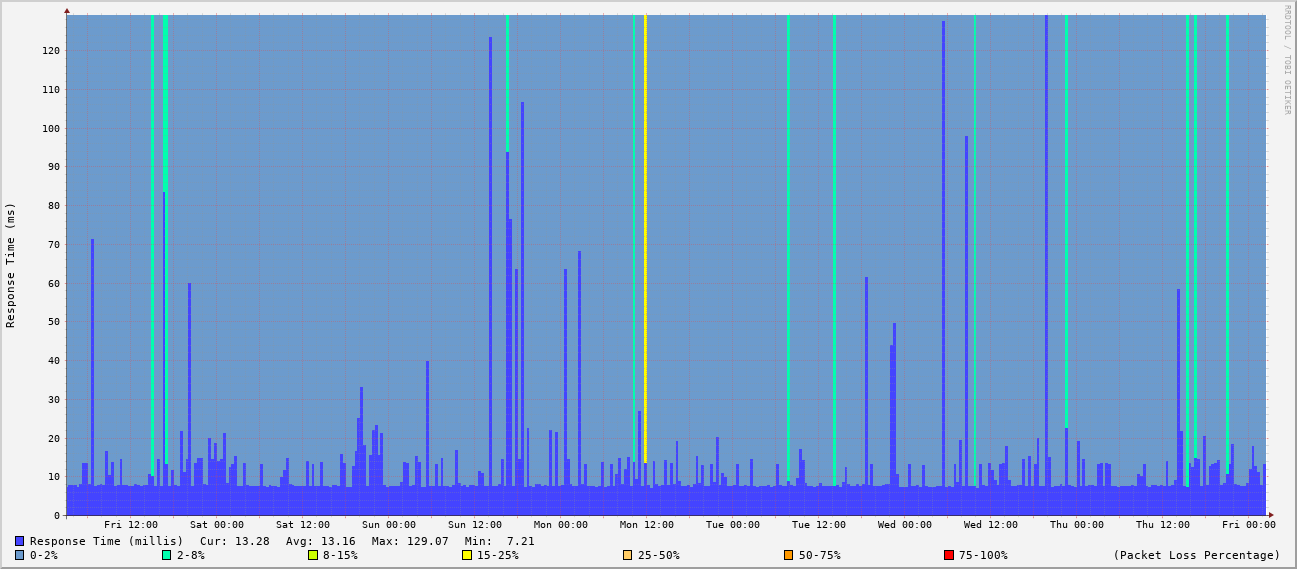 RRDTOOL / TOBI OETIKER
Response Time (ms)
120
110
100
90
80
70
60
50
40
30
20
10
0
Fri 12:00 Sat 00:00 Sat 12:00 Sun 00:00 Sun 12:00 Mon 00:00 Mon 12:00 Tue 00:00 Tue 12:00 Wed 00:00 Wed 12:00 Thu 00:00 Thu 12:00 Fri 00:00
Response Time (millis) Cur: 13.28 Avg: 13.16 Max: 129.07 Min: 7.21
0-2% 2-8% 8-15% 15-25% 25-50% 50-75% 75-100% (Packet Loss Percentage)